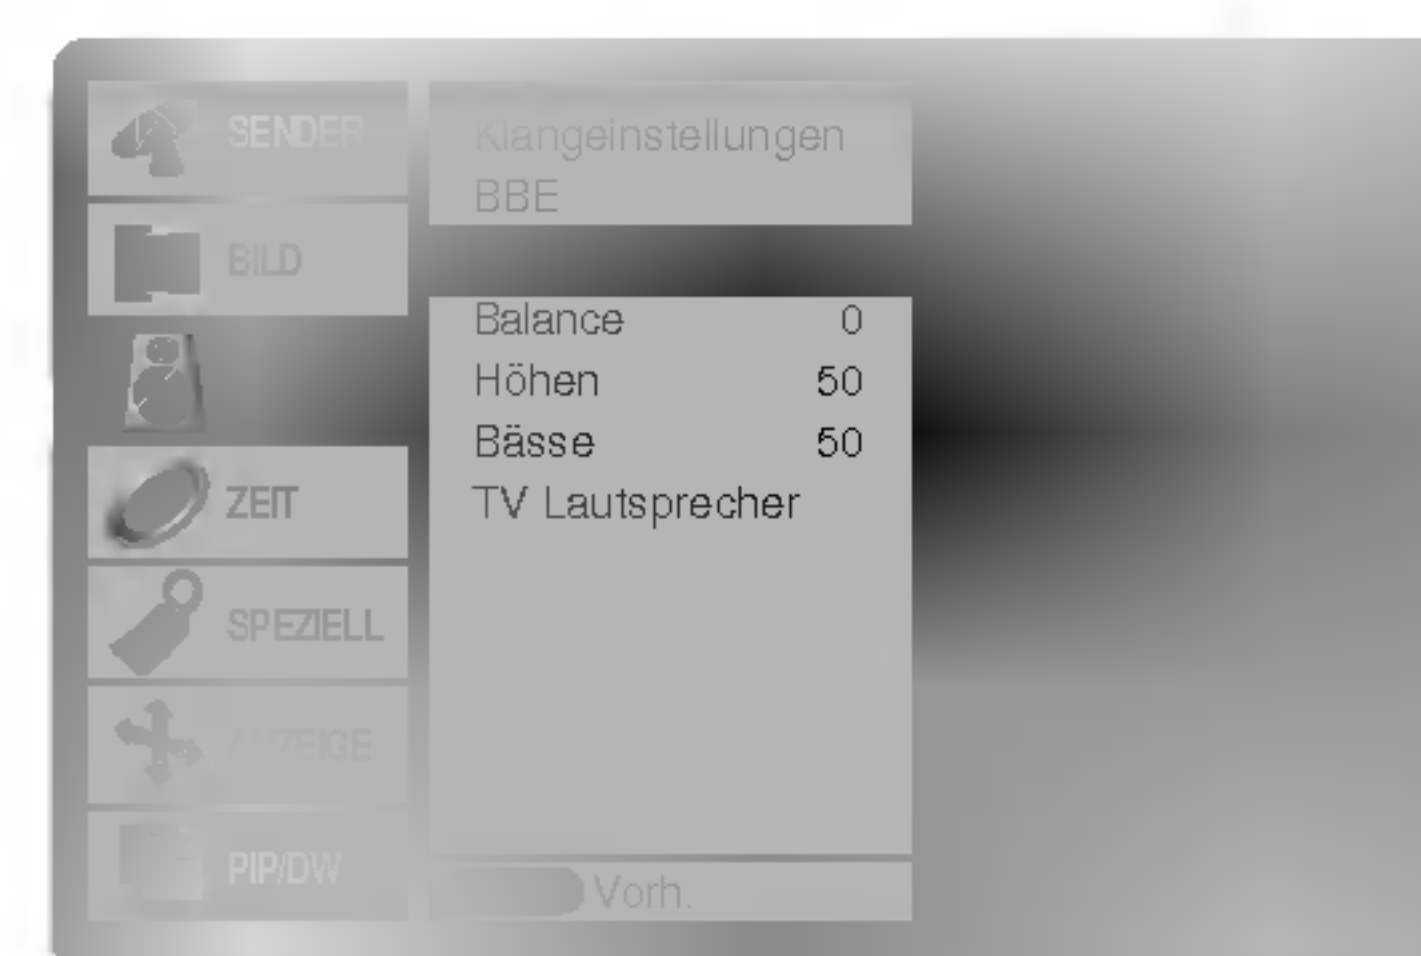 SENDER
BILD
ZEIT
SPEZIELL
ANZEIGE
PIP/DW
Klangeinstellungen
BBE
Balance 0
Höhen 50
Bässe 50
TV Lautsprecher
Vorh.